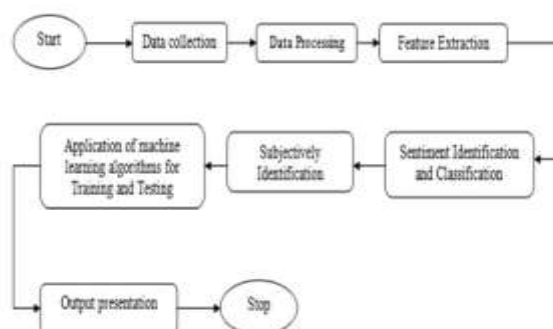 Start
Data collection
Data Processing
Feature Extraction
Sentiment Identification
and Classification
Subjectively
Identification
Application of machine
learning algorithms for
Training and Testing
Output presentation
Stop